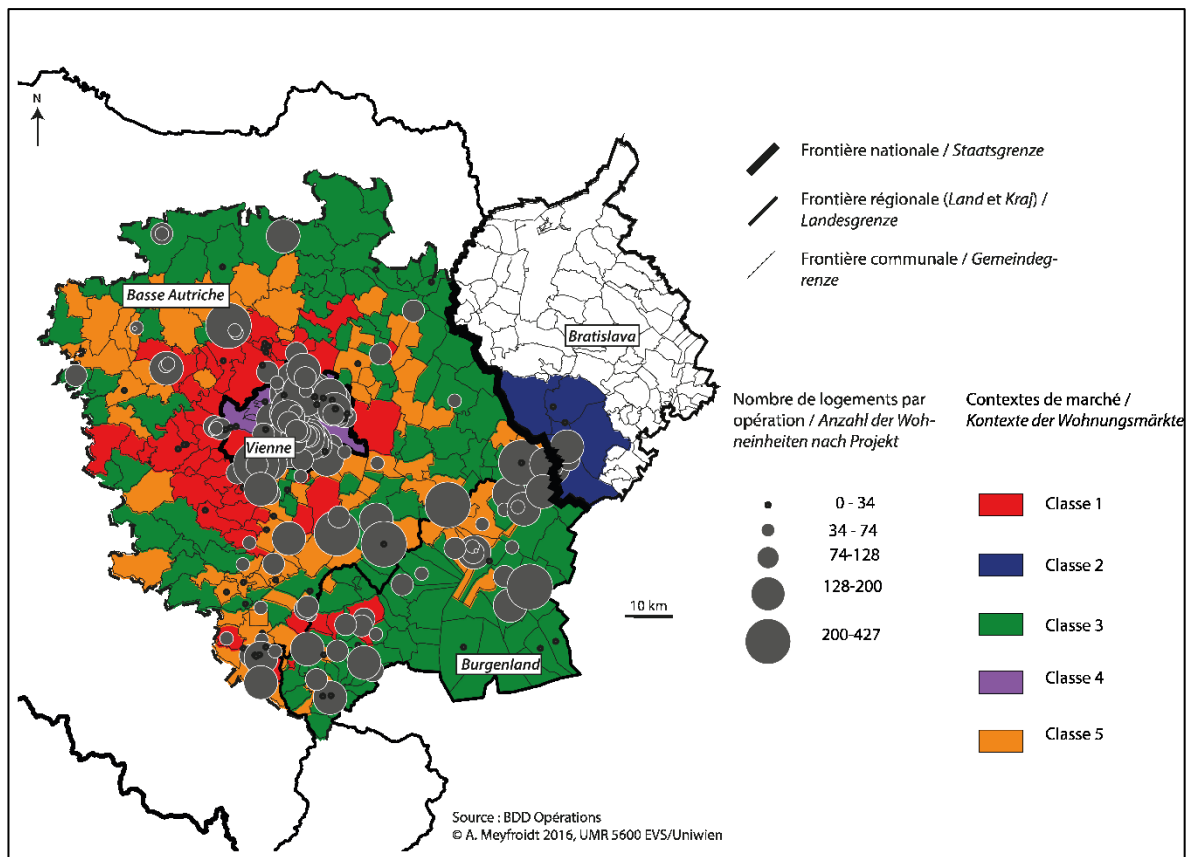 N
Basse Autriche
Bratislava
Vienne
Burgenland
10 km
Frontière nationale / Staatsgrenze
Frontière régionale (Land et Kraj) /
Landesgrenze
Frontière communale / Gemeindeg-
renze
Nombre de logements par
opération / Anzahl der Woh-
neinheiten nach Projekt
0 - 34
34 - 74
74-128
128-200
200-427
Contextes de marché /
Kontexte der Wohnungsmärkte
Classe 1
Classe 2
Classe 3
Classe 4
Classe 5
Source : BDD Opérations
© A. Meyfroidt 2016, UMR 5600 EVS/Uniwien